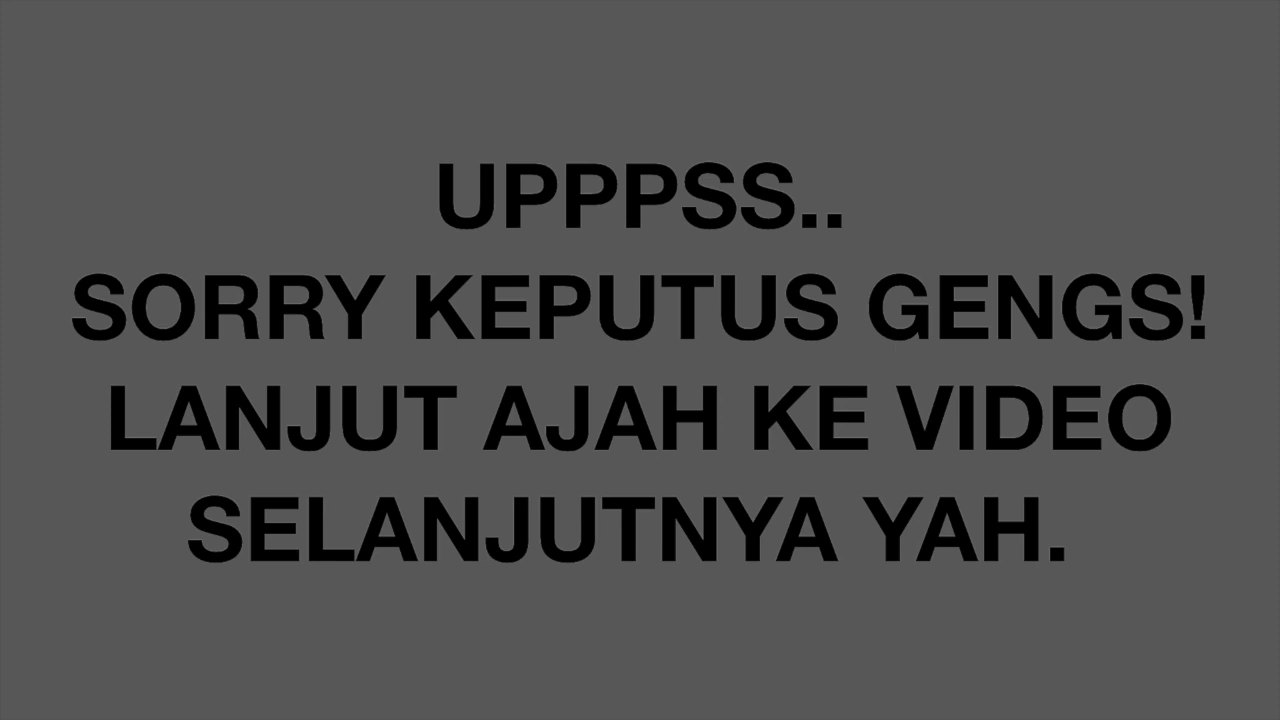 UPPPSS..
SORRY KEPUTUS GENGS!
LANJUT AJAH KE VIDEO
SELANJUTNYA YAH.